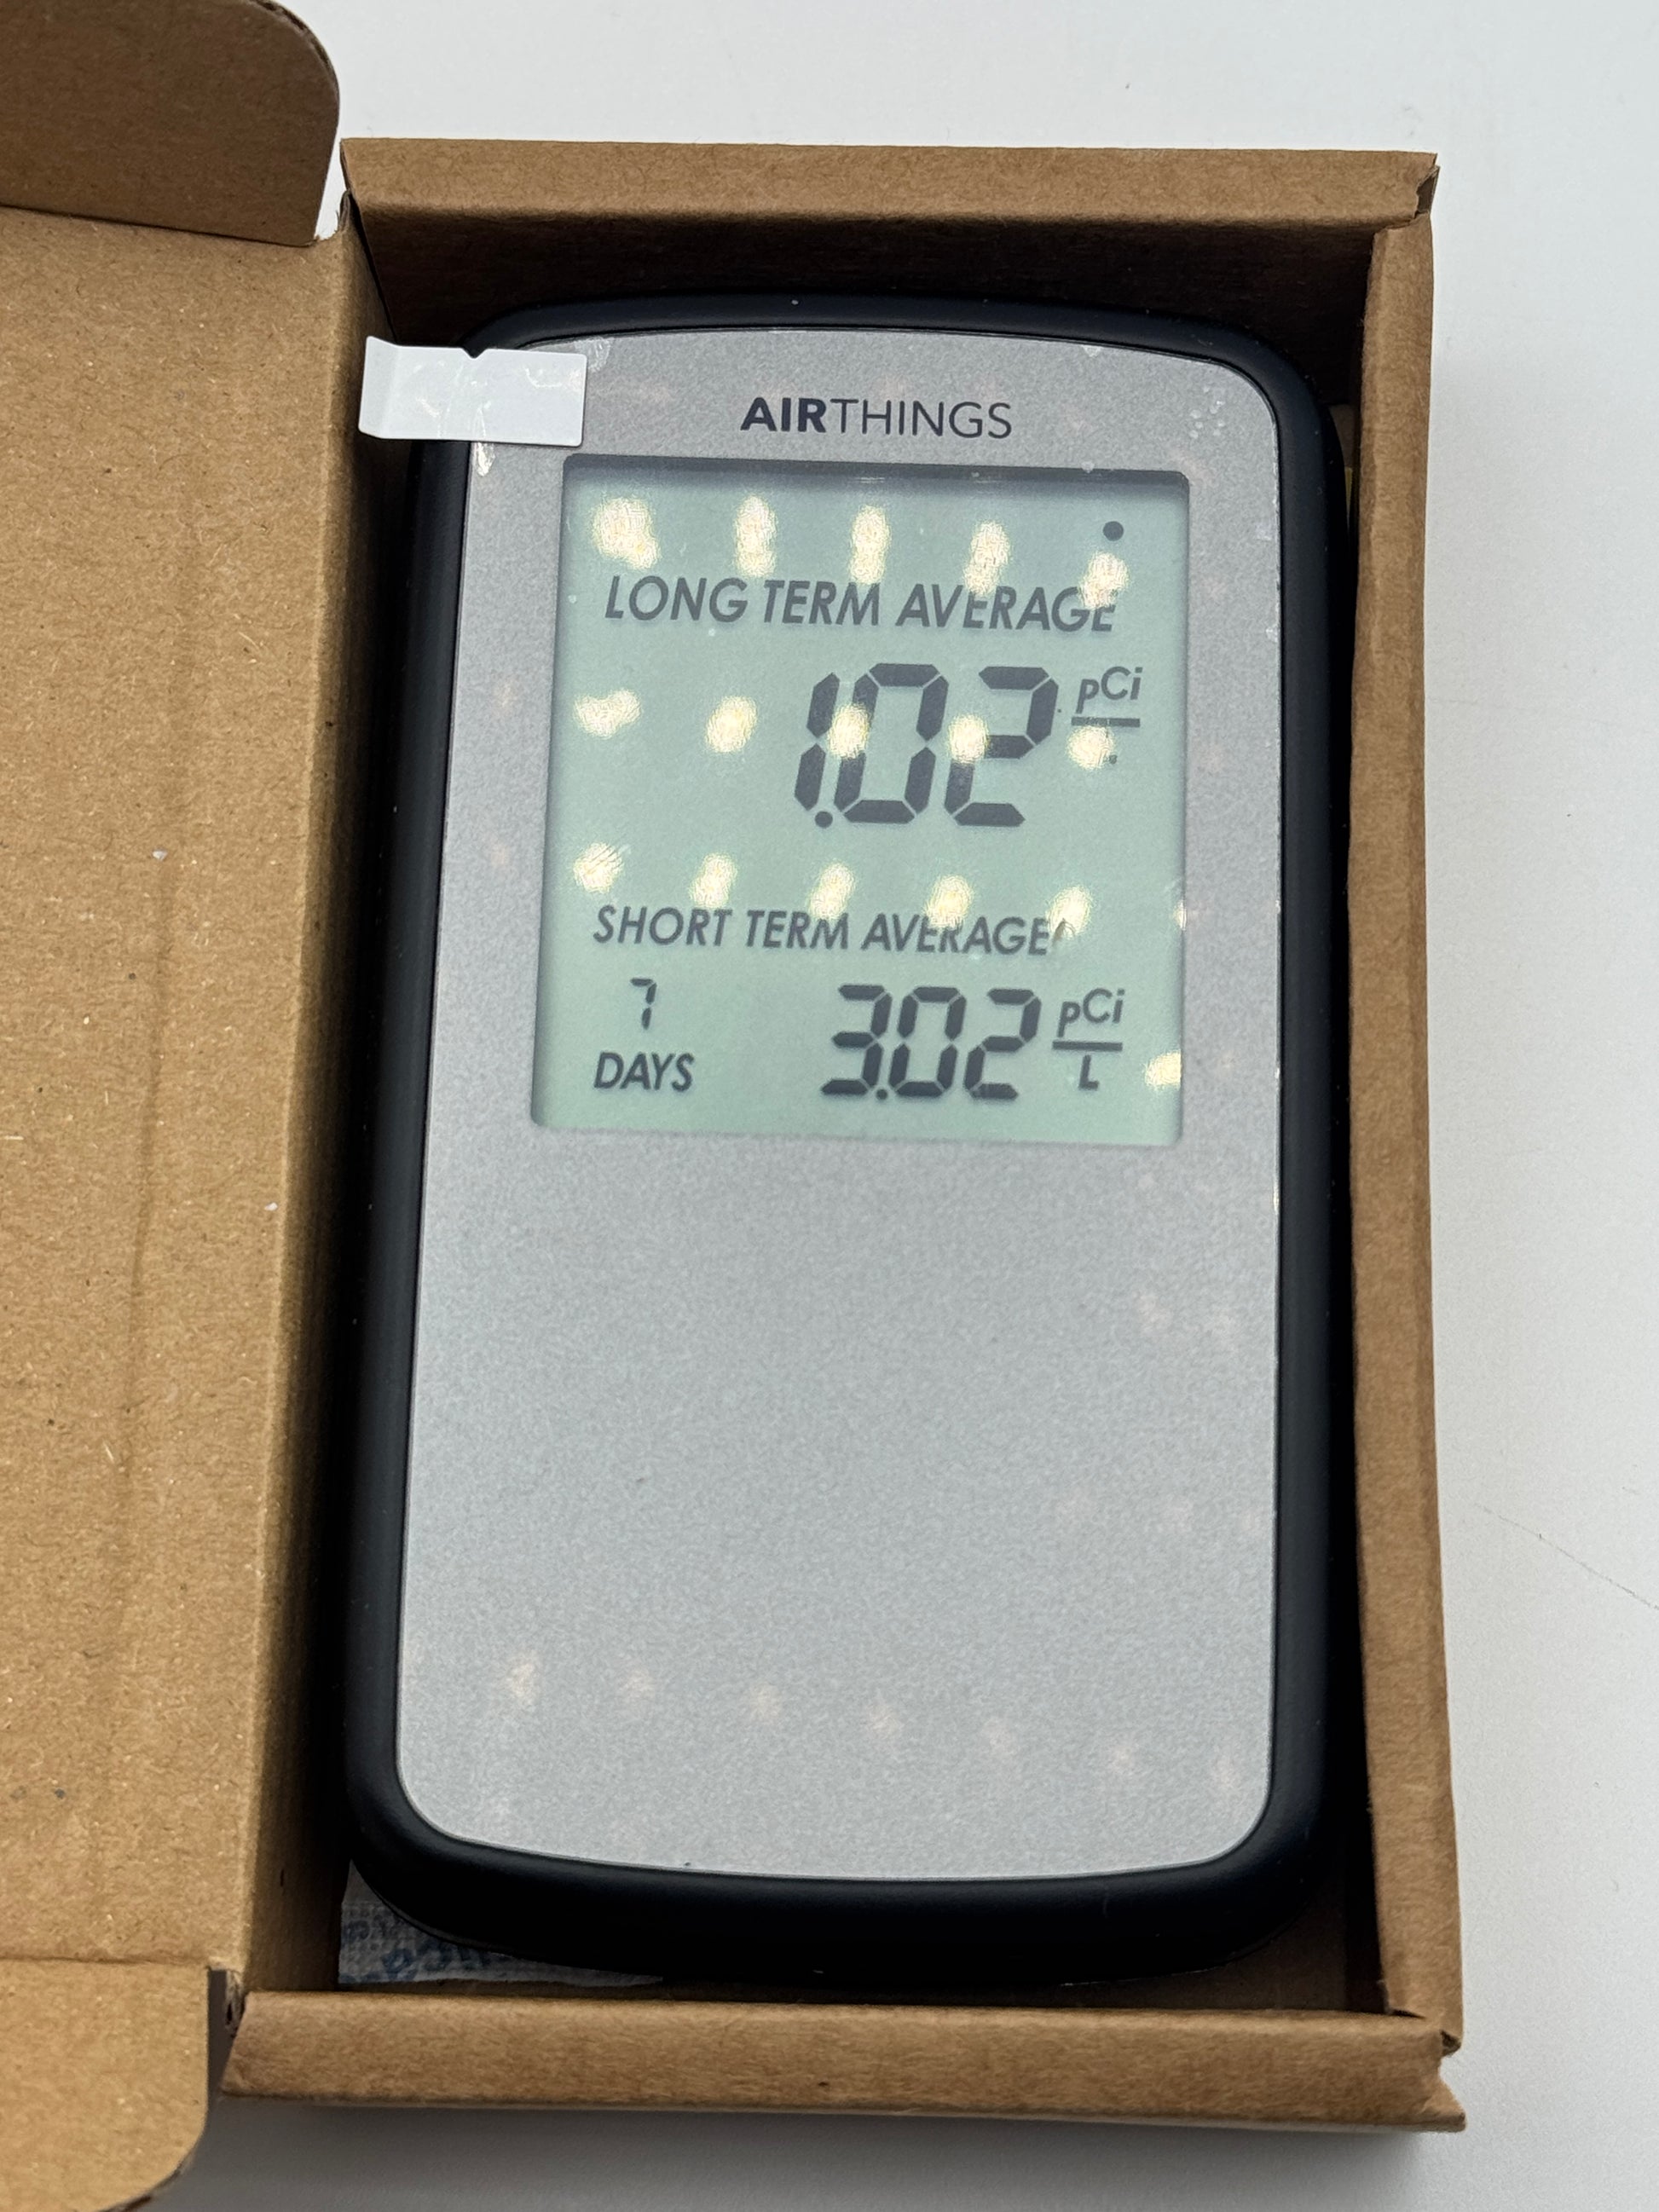 AIRTHINGS
LONG TERM AVERAGE
1.02 pCi
SHORT TERM AVERAGE
7 DAYS 3.02 pCi/L